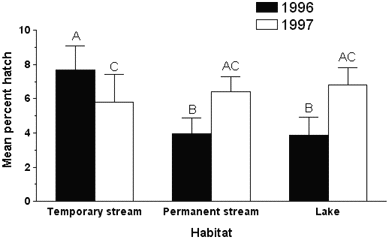 1996
1997
Mean percent hatch
10
8
6
4
2
0
A
C
B
AC
B
AC
Temporary stream
Permanent stream
Lake
Habitat